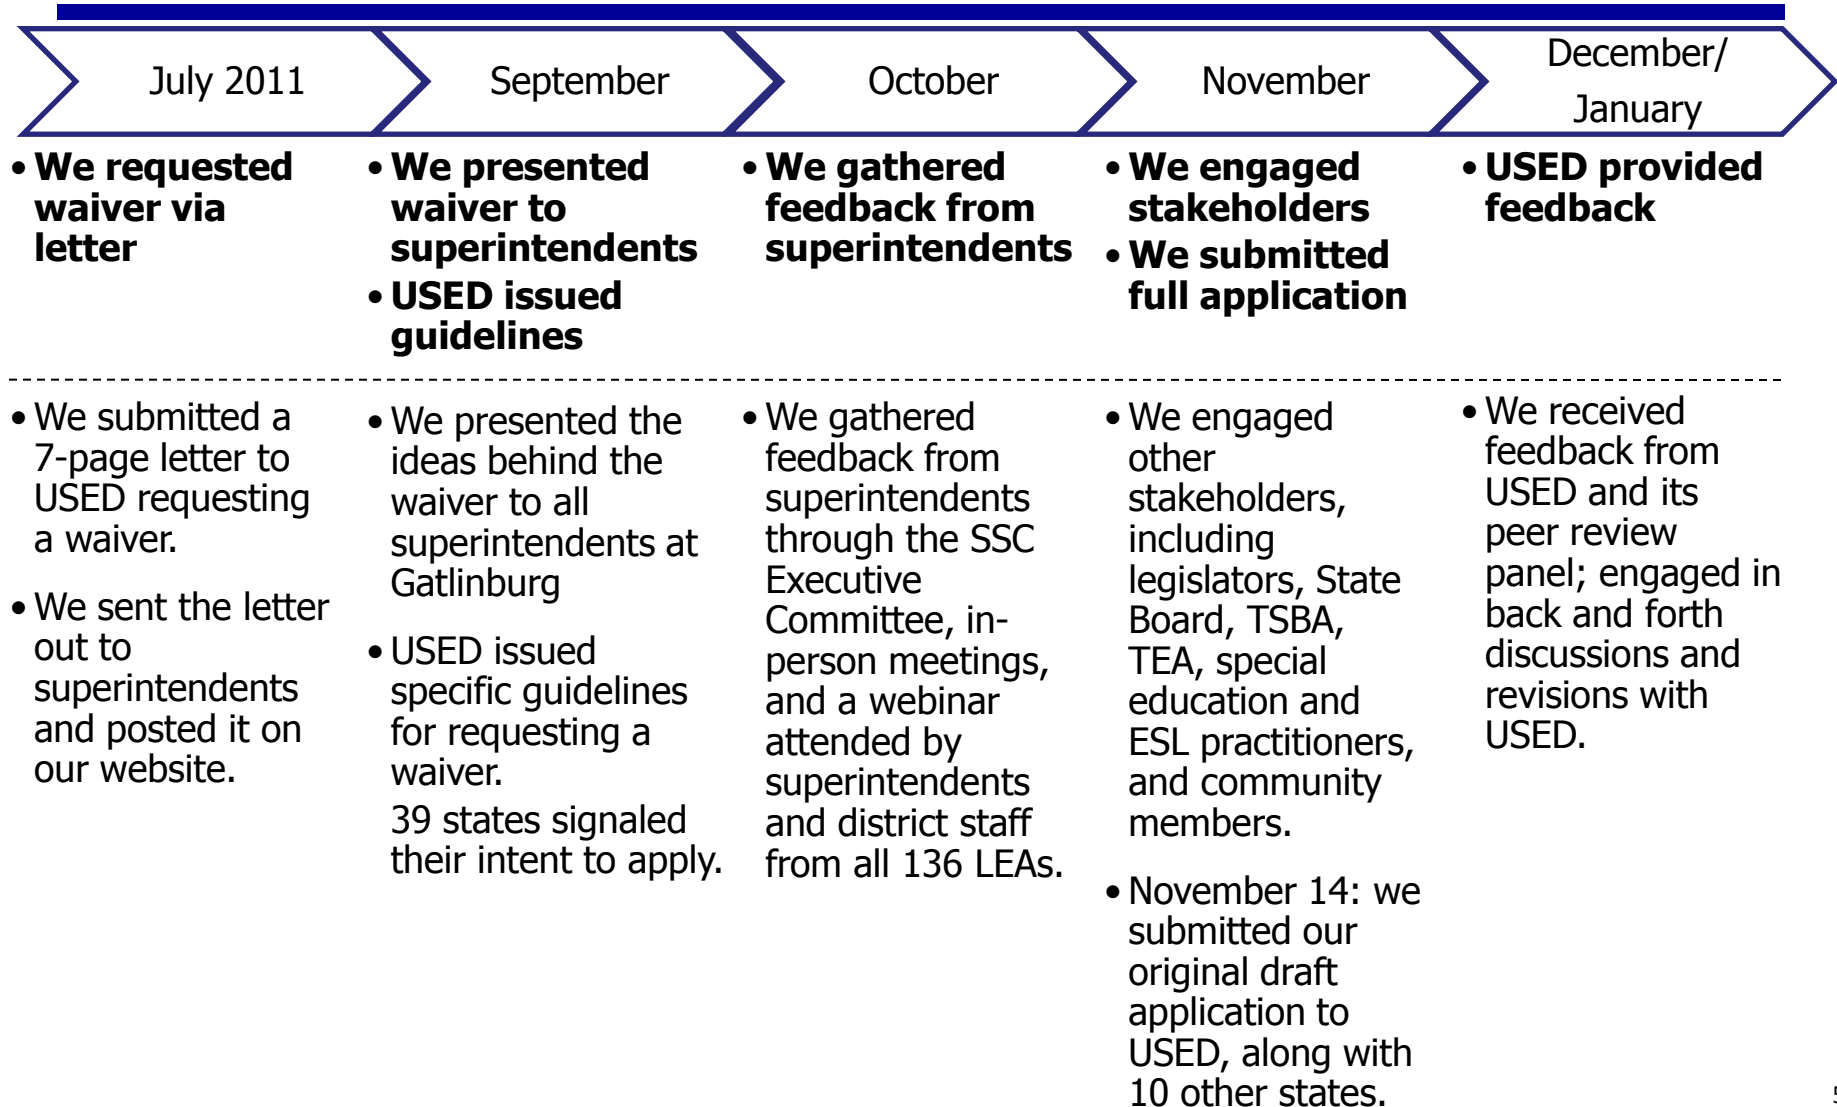 July 2011
September
October
November
December/
January
• We requested
waiver via
letter
• We presented
waiver to
superintendents
• USED issued
guidelines
• We gathered
feedback from
superintendents
• We engaged
stakeholders
• We submitted
full application
• USED provided
feedback
• We submitted a
7-page letter to
USED requesting
a waiver.
• We sent the letter
out to
superintendents
and posted it on
our website.
• We presented the
ideas behind the
waiver to all
superintendents at
Gatlinburg
• USED issued
specific guidelines
for requesting a
waiver.
39 states signaled
their intent to apply.
• We gathered
feedback from
superintendents
through the SSC
Executive
Committee, in-
person meetings,
and a webinar
attended by
superintendents
and district staff
from all 136 LEAs.
• We engaged
other
stakeholders,
including
legislators, State
Board, TSBA,
TEA, special
education and
ESL practitioners,
and community
members.
• November 14: we
submitted our
original draft
application to
USED, along with
10 other states.
• We received
feedback from
USED and its
peer review
panel; engaged in
back and forth
discussions and
revisions with
USED.
5